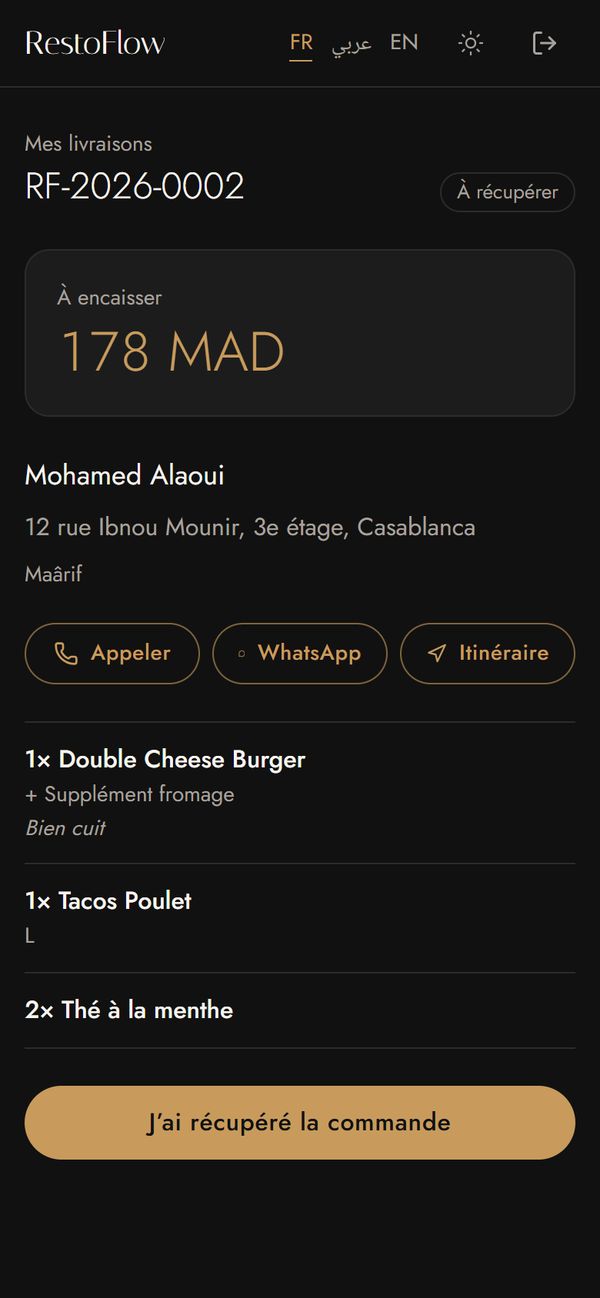 RestoFlow
FR عربي EN
Mes livraisons
RF-2026-0002
À récupérer
À encaisser
178 MAD
Mohamed Alaoui
12 rue Ibnou Mounir, 3e étage, Casablanca
Maârif
Appeler
WhatsApp
Itinéraire
1× Double Cheese Burger
+ Supplément fromage
Bien cuit
1× Tacos Poulet
L
2× Thé à la menthe
J’ai récupéré la commande